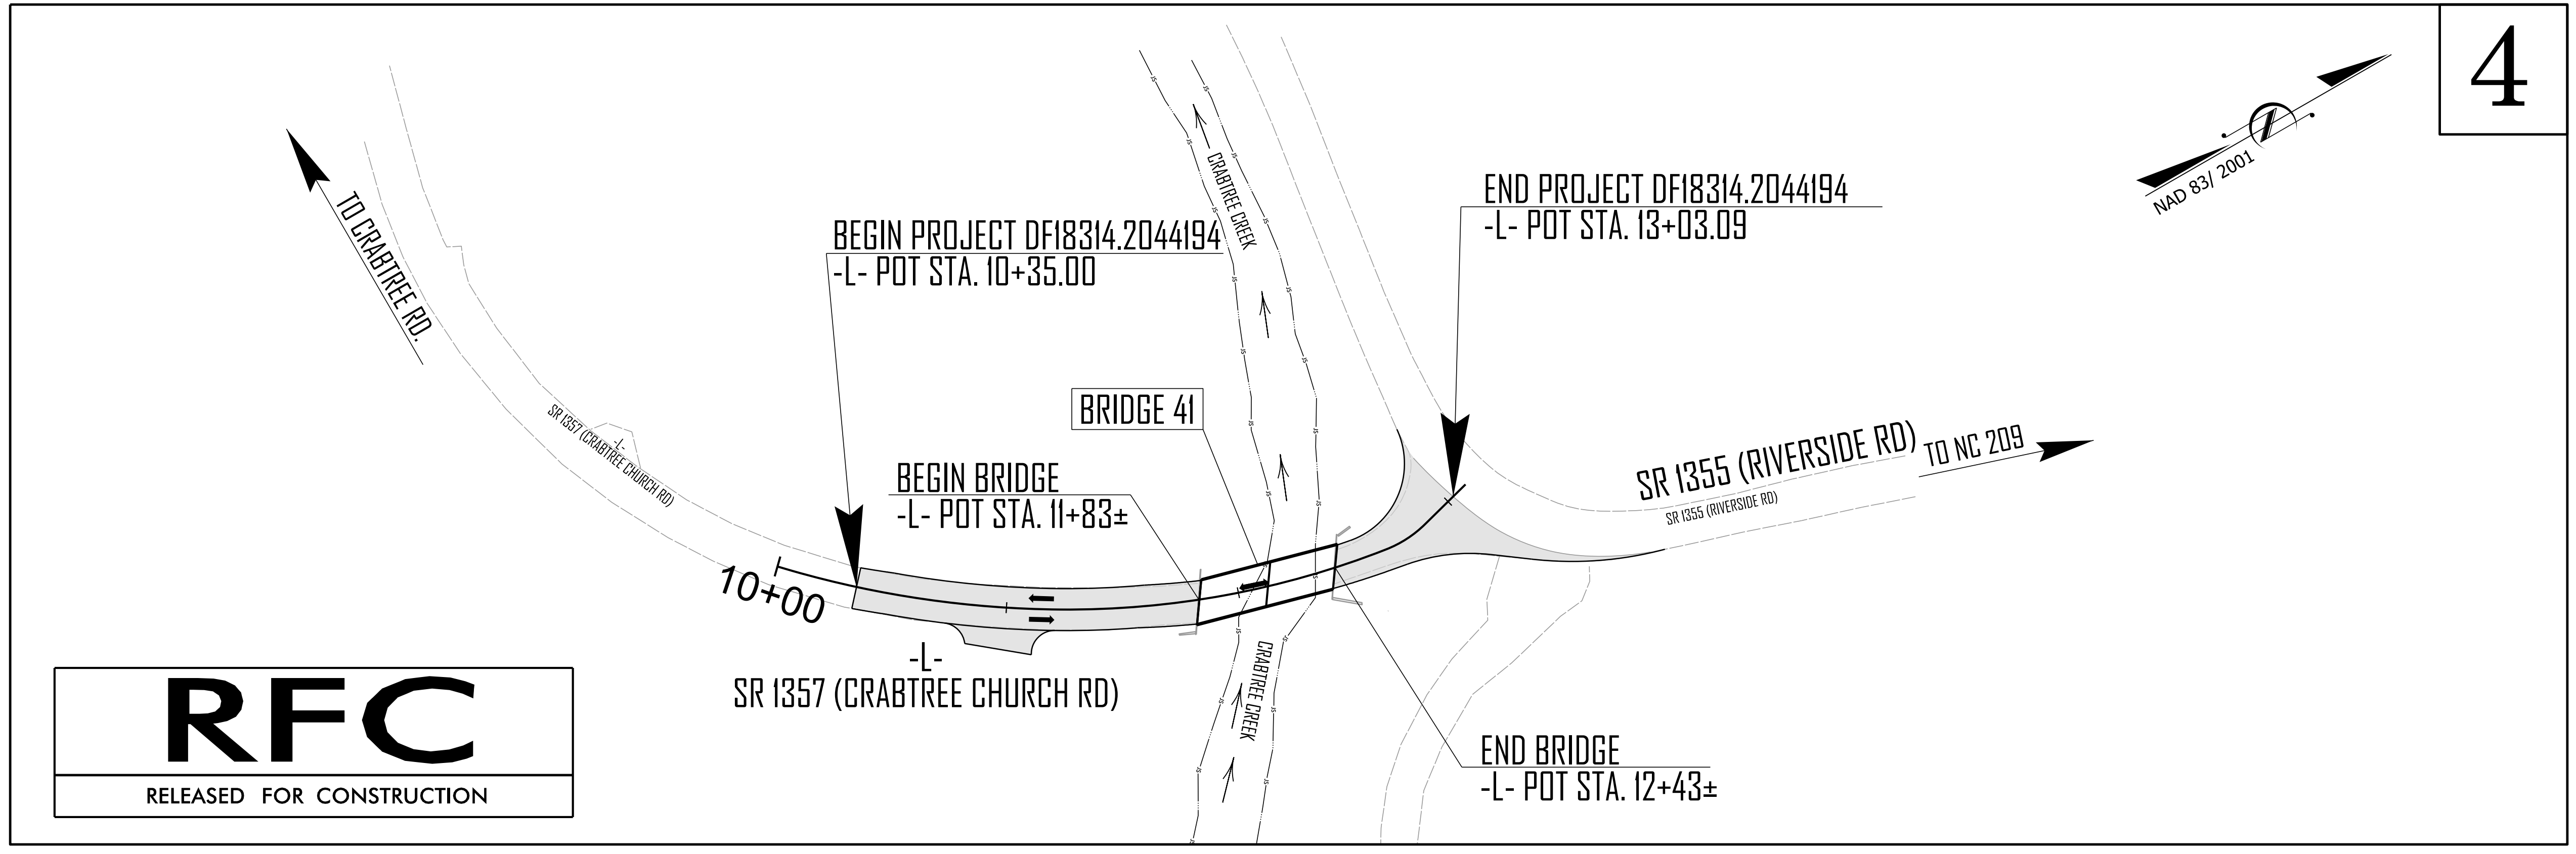 4
NAD 83/ 2001
TO CRABTREE RD.
CRABTREE CREEK
END PROJECT DF18314.2044194
-L- POT STA. 13+03.09
BEGIN PROJECT DF18314.2044194
-L- POT STA. 10+35.00
BRIDGE 41
SR 1355 (RIVERSIDE RD)
TO NC 209
SR 1355 (RIVERSIDE RD)
-L-
SR 1357 (CRABTREE CHURCH RD)
BEGIN BRIDGE
-L- POT STA. 11+83±
10+00
-L-
SR 1357 (CRABTREE CHURCH RD)
CRABTREE CREEK
END BRIDGE
-L- POT STA. 12+43±
RFC
RELEASED FOR CONSTRUCTION